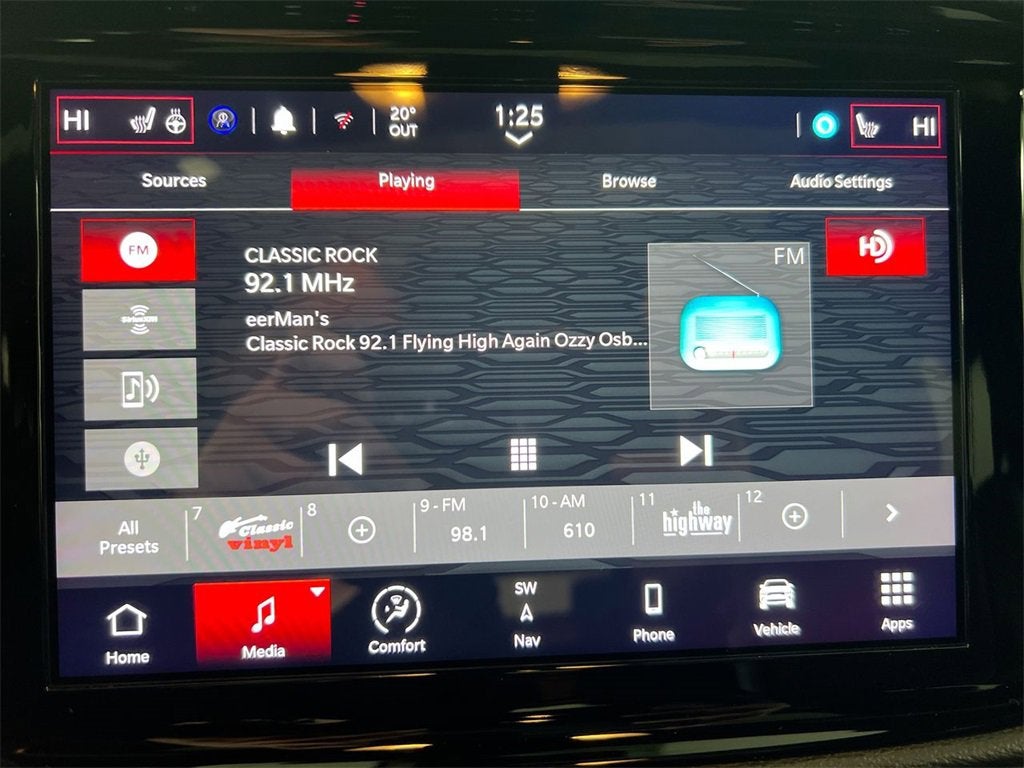 HI
20°
OUT
1:25
HI
Sources
Playing
Browse
Audio Settings
FM
CLASSIC ROCK
92.1 MHz
eerMan's
Classic Rock 92.1 Flying High Again Ozzy Osb...
FM
HD
SiriusXM
All
Presets
7
Classic
vinyl
8
9 - FM
98.1
10 - AM
610
11
the
highway
12
Home
Media
Comfort
SW
Nav
Phone
Vehicle
Apps